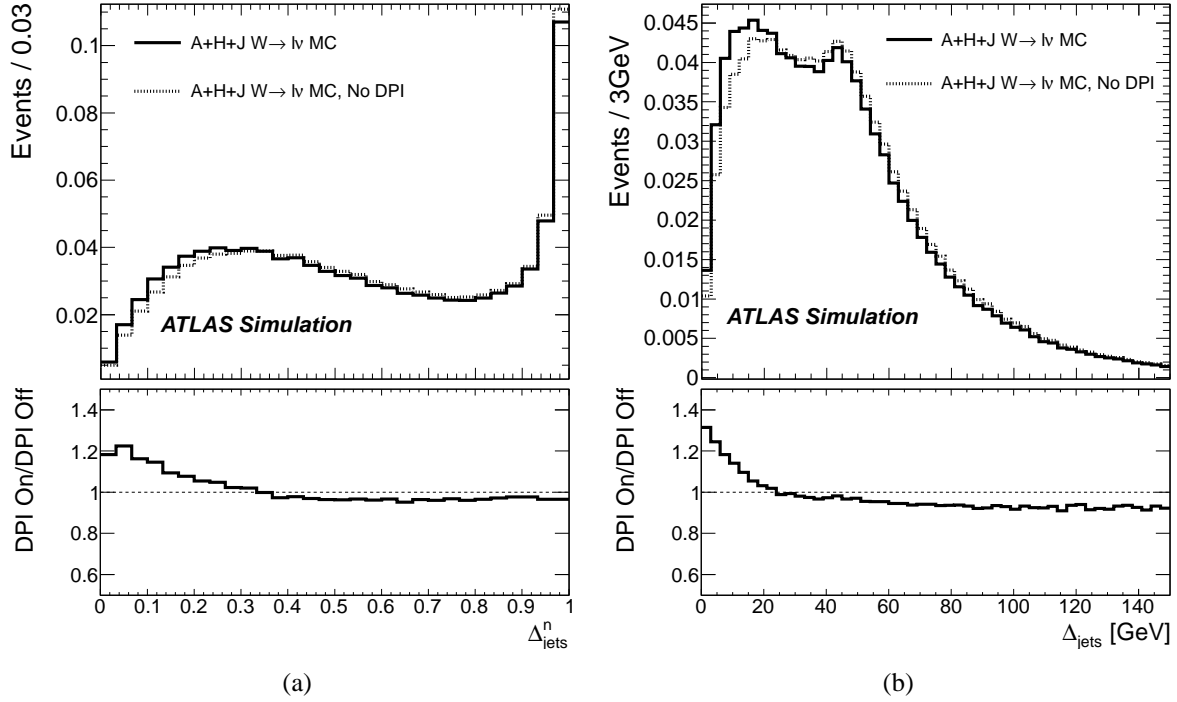 Events / 0.03
0.1
0.08
0.06
0.04
0.02
A+H+J W→ lν MC
A+H+J W→ lν MC, No DPI
ATLAS Simulation
DPI On/DPI Off
1.4
1.2
1
0.8
0.6
0 0.1 0.2 0.3 0.4 0.5 0.6 0.7 0.8 0.9 1
Δⁿjets
(a)
Events / 3GeV
0.045
0.04
0.035
0.03
0.025
0.02
0.015
0.01
0.005
0
A+H+J W→ lν MC
A+H+J W→ lν MC, No DPI
ATLAS Simulation
DPI On/DPI Off
1.4
1.2
1
0.8
0.6
0 20 40 60 80 100 120 140
Δjets [GeV]
(b)